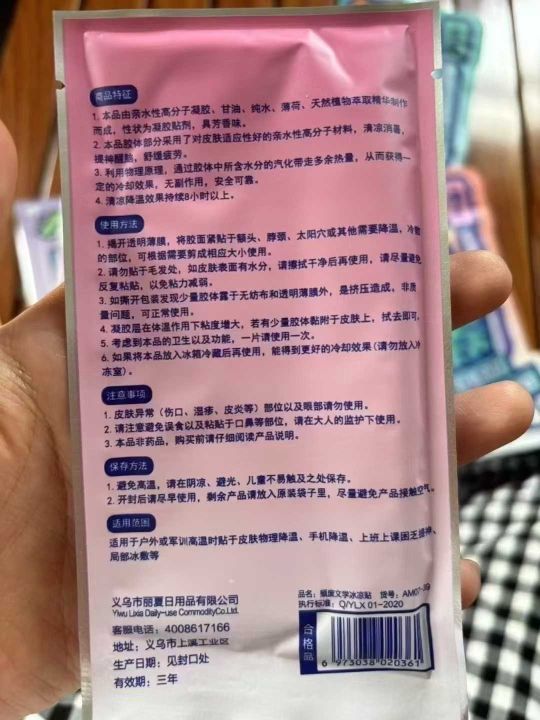 商品特征
1. 本品由亲水性高分子凝胶、甘油、纯水、薄荷、天然植物萃取精华制作
而成，性状为凝胶贴剂，具芳香味。
2. 本品胶体部分采用了对皮肤适应性好的亲水性高分子材料，清凉消暑，
提神醒脑，舒缓疲劳。
3. 利用物理原理，通过胶体中所含水分的汽化带走多余热量，从而获得一
定的冷却效果，无副作用，安全可靠。
4. 清凉降温效果持续8小时以上。
使用方法
1. 揭开透明薄膜，将胶面紧贴于额头、脖颈、太阳穴或其他需要降温、冷敷
的部位，可根据需要剪成相应大小使用。
2. 请勿贴于毛发处，如皮肤表面有水分，请擦拭干净后再使用，请尽量避免
反复粘贴，以免粘力减弱。
3. 如撕开包装发现少量胶体露于无纺布和透明薄膜外，是挤压造成，非质
量问题，可正常使用。
4. 凝胶层在体温作用下粘度增大，若有少量胶体黏附于皮肤上，拭去即可。
5. 考虑到本品的卫生以及功能，一片请使用一次。
6. 如果将本品放入冰箱冷藏后再使用，能得到更好的冷却效果（请勿放入冷
冻室）。
注意事项
1. 皮肤异常（伤口、湿疹、皮炎等）部位以及眼部请勿使用。
2. 请注意避免误食以及粘贴于口鼻等部位，请在大人的监护下使用。
3. 本品非药品，购买前请仔细阅读产品说明。
保存方法
1. 避免高温，请在阴凉、避光、儿童不易触及之处保存。
2. 开封后请尽早使用，剩余产品请放入原装袋子里，尽量避免产品接触空气。
适用范围
适用于户外或军训高温时贴于皮肤物理降温、手机降温、上班上课困乏提神、
局部冰敷等
义乌市丽夏日用品有限公司
Yiwu Lixia Daily-use CommodityCo.Ltd.
客服电话：4008617166
地址：义乌市上溪工业区
生产日期：见封口处
有效期：三年
品名：颓废文学冰凉贴 货号：AM07-J9
执行标准：Q/YLX 01-2020
合格品
6 973038 020361